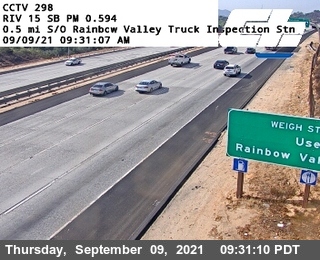 CCTV 298
RIV 15 SB PM 0.594
0.5 mi S/O Rainbow Valley Truck Inspection Stn
09/09/21 09:31:07 AM
WEIGH ST
Use
Rainbow Val
Thursday, September 09, 2021 09:31:10 PDT